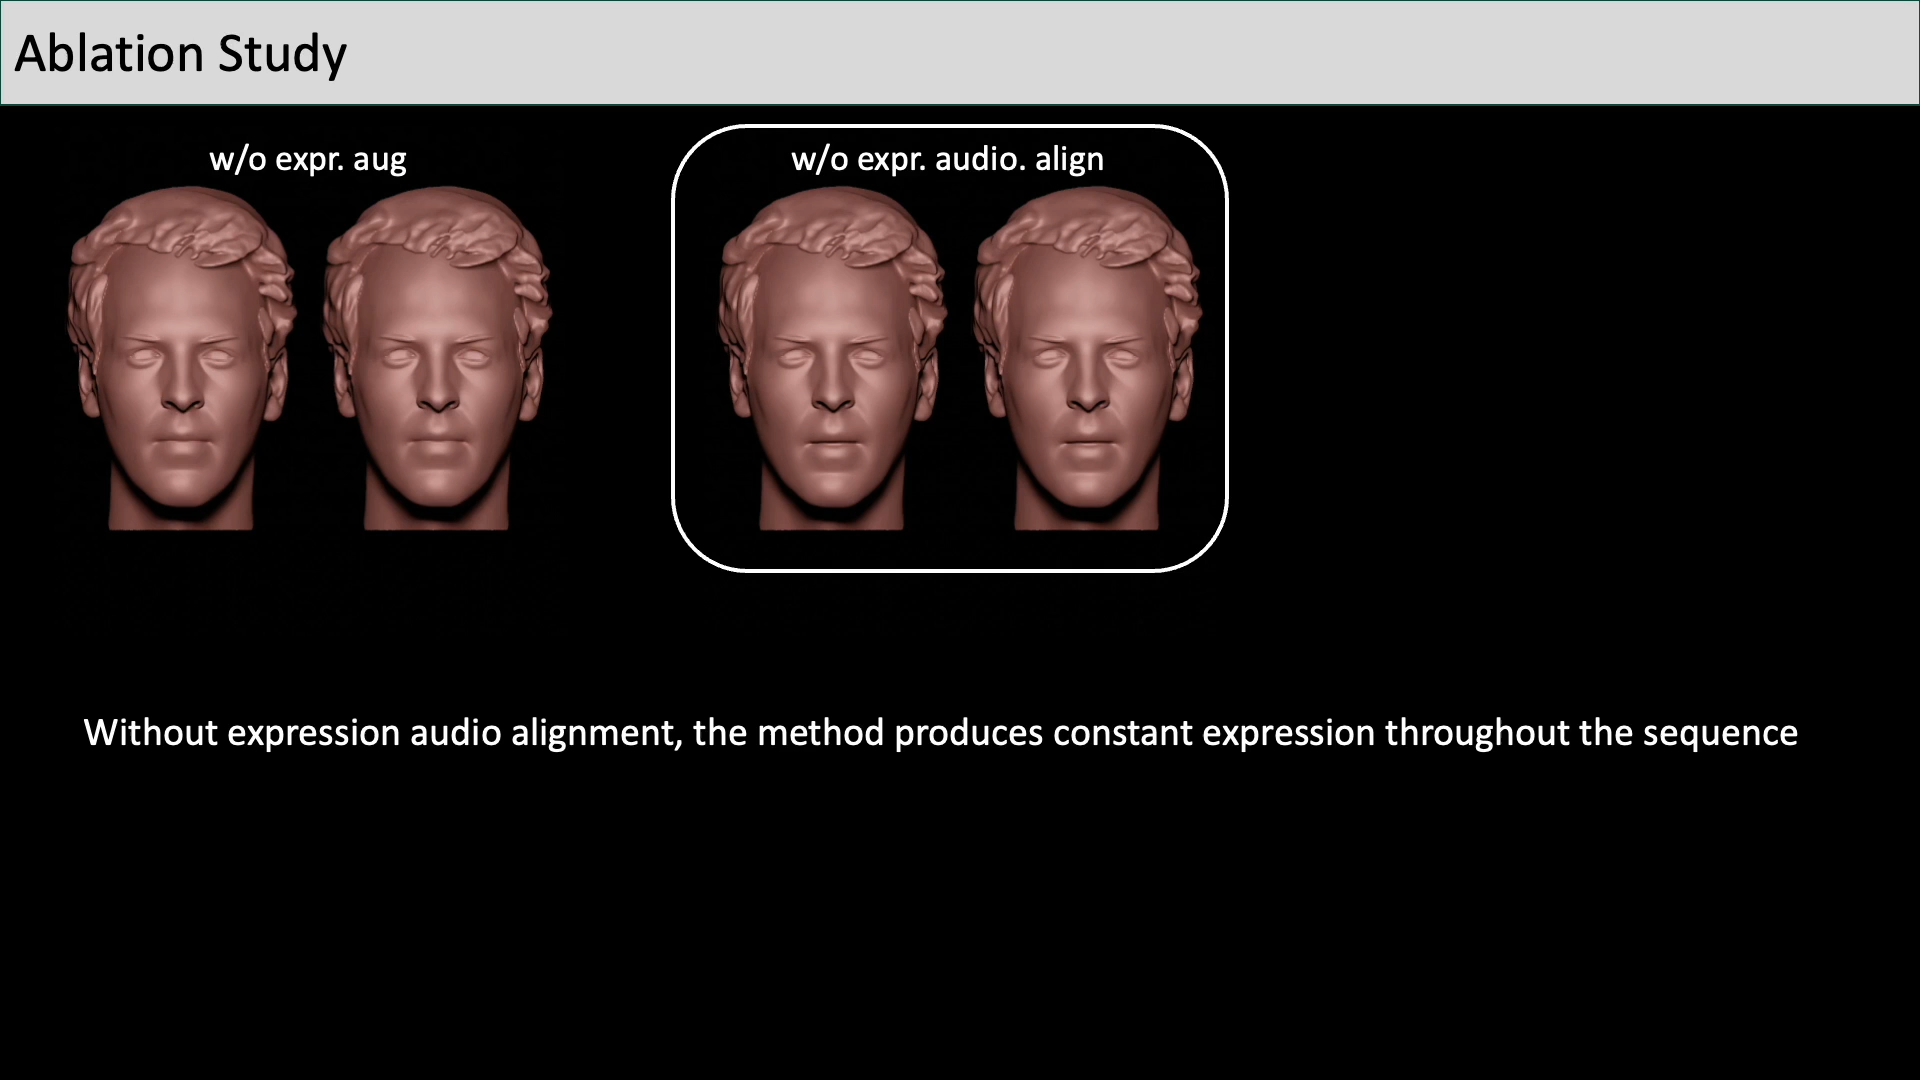 Ablation Study
w/o expr. aug
w/o expr. audio. align
Without expression audio alignment, the method produces constant expression throughout the sequence